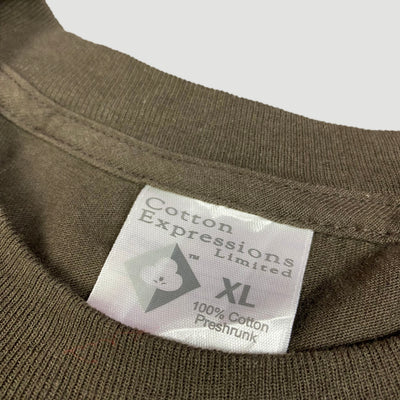 Cotton
Expressions
Limited
™
XL
100% Cotton
Preshrunk